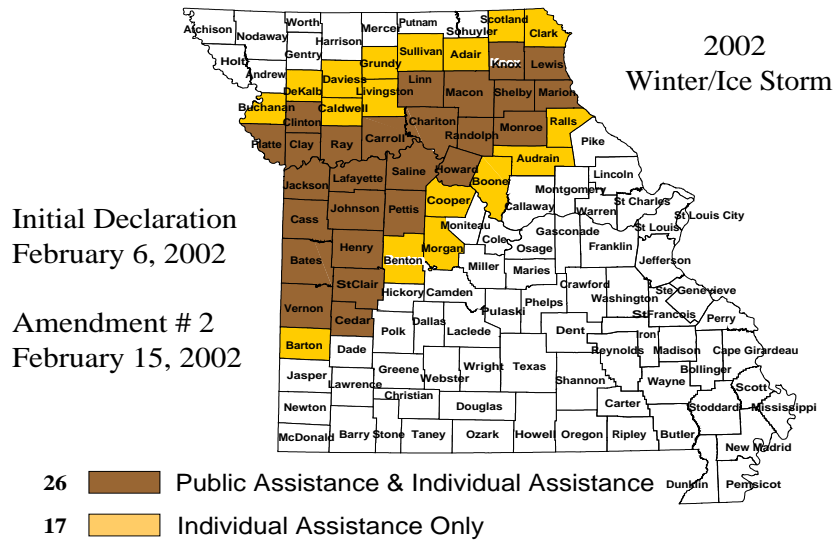 2002
Winter/Ice Storm
Initial Declaration
February 6, 2002
Amendment # 2
February 15, 2002
Atchison
Nodaway
Worth
Mercer
Putnam
Schuyler
Scotland
Clark
Holt
Andrew
Gentry
Harrison
Grundy
Sullivan
Adair
Knox
Lewis
DeKalb
Daviess
Linn
Macon
Shelby
Marion
Buchanan
Clinton
Caldwell
Livingston
Chariton
Randolph
Monroe
Ralls
Platte
Clay
Ray
Carroll
Audrain
Pike
Jackson
Lafayette
Saline
Howard
Boone
Callaway
Montgomery
Lincoln
Warren
St Charles
St Louis City
St Louis
Cass
Johnson
Pettis
Cooper
Moniteau
Cole
Osage
Gasconade
Franklin
Jefferson
Bates
Henry
Benton
Morgan
Miller
Maries
Vernon
StClair
Hickory
Camden
Pulaski
Phelps
Crawford
Washington
Ste Genevieve
StFrancois
Perry
Barton
Cedar
Polk
Dallas
Laclede
Dent
Iron
Reynolds
Madison
Cape Girardeau
Bollinger
Jasper
Dade
Greene
Webster
Wright
Texas
Shannon
Wayne
Scott
Lawrence
Christian
Douglas
Carter
Stoddard
Mississippi
Newton
McDonald
Barry
Stone
Taney
Ozark
Howell
Oregon
Ripley
Butler
New Madrid
Dunklin
Pemsicot
26 Public Assistance & Individual Assistance
17 Individual Assistance Only